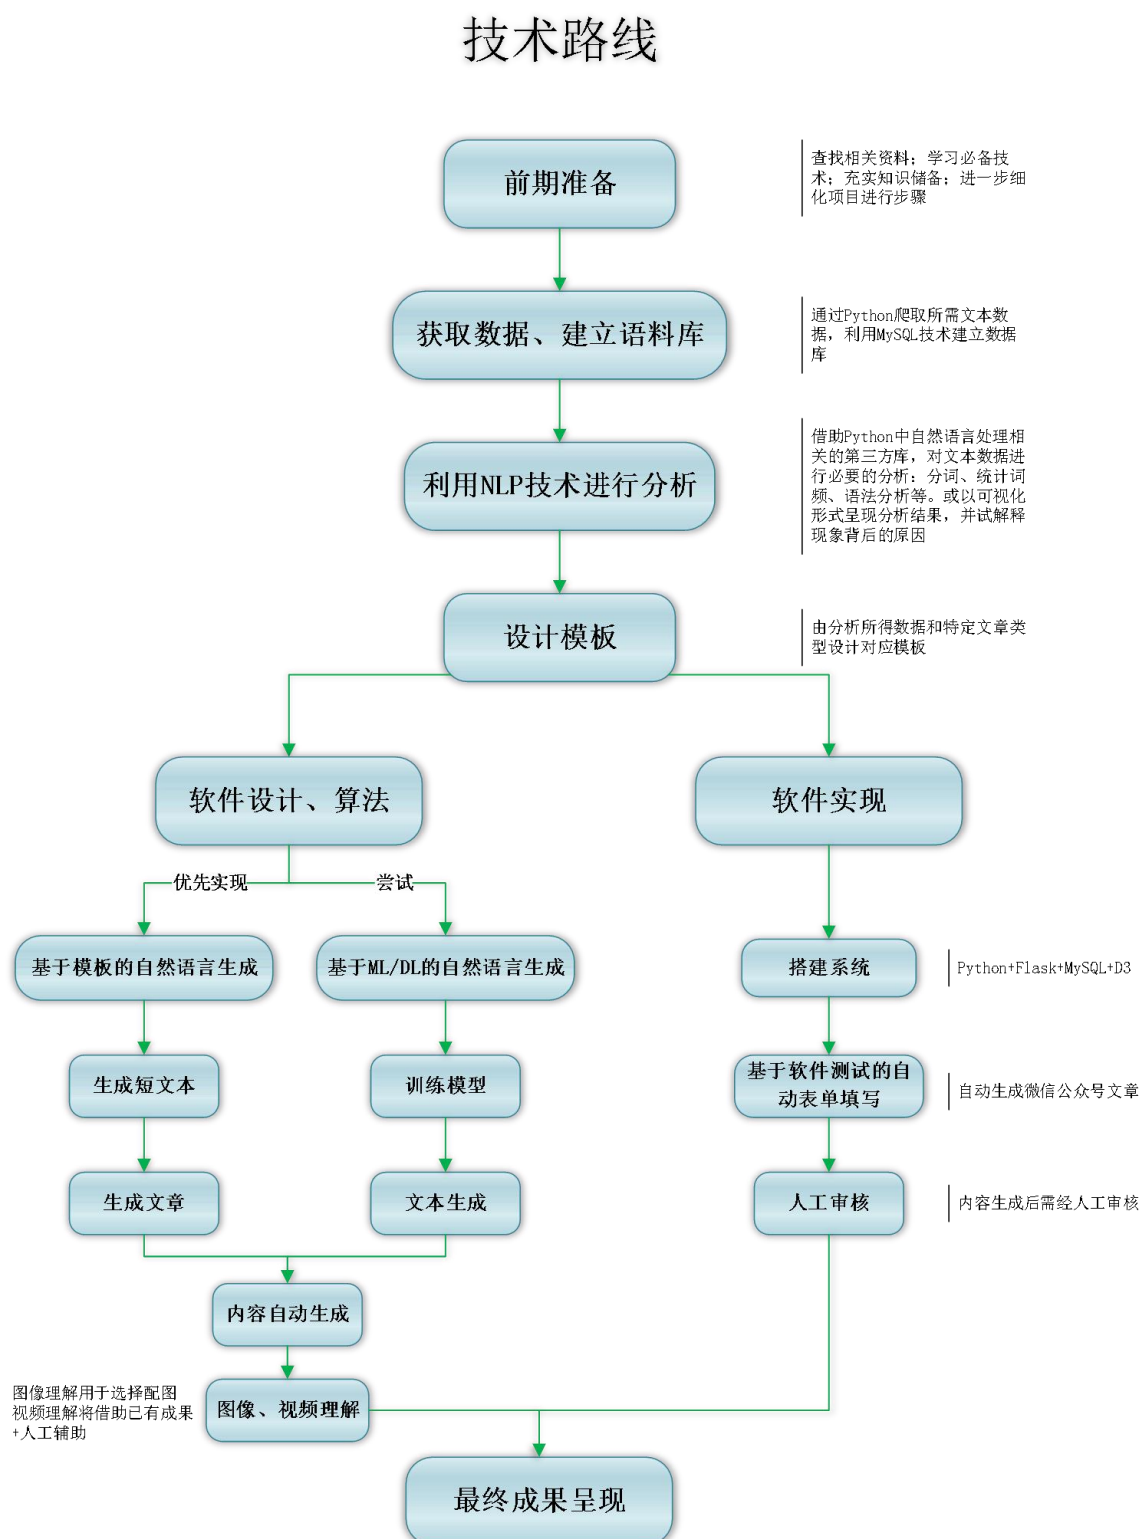 技术路线
前期准备
查找相关资料；学习必备技
术；充实知识储备；进一步细
化项目进行步骤
获取数据、建立语料库
通过Python爬取所需文本数
据，利用MySQL技术建立数据
库
利用NLP技术进行分析
借助Python中自然语言处理相
关的第三方库，对文本数据进
行必要的分析：分词、统计词
频、语法分析等。或以可视化
形式呈现分析结果，并试解释
现象背后的原因
设计模板
由分析所得数据和特定文章类
型设计对应模板
软件设计、算法
软件实现
优先实现
尝试
基于模板的自然语言生成
基于ML/DL的自然语言生成
搭建系统
Python+Flask+MySQL+D3
生成短文本
训练模型
基于软件测试的自
动表单填写
自动生成微信公众号文章
生成文章
文本生成
人工审核
内容生成后需经人工审核
内容自动生成
图像理解用于选择配图
视频理解将借助已有成果
+人工辅助
图像、视频理解
最终成果呈现